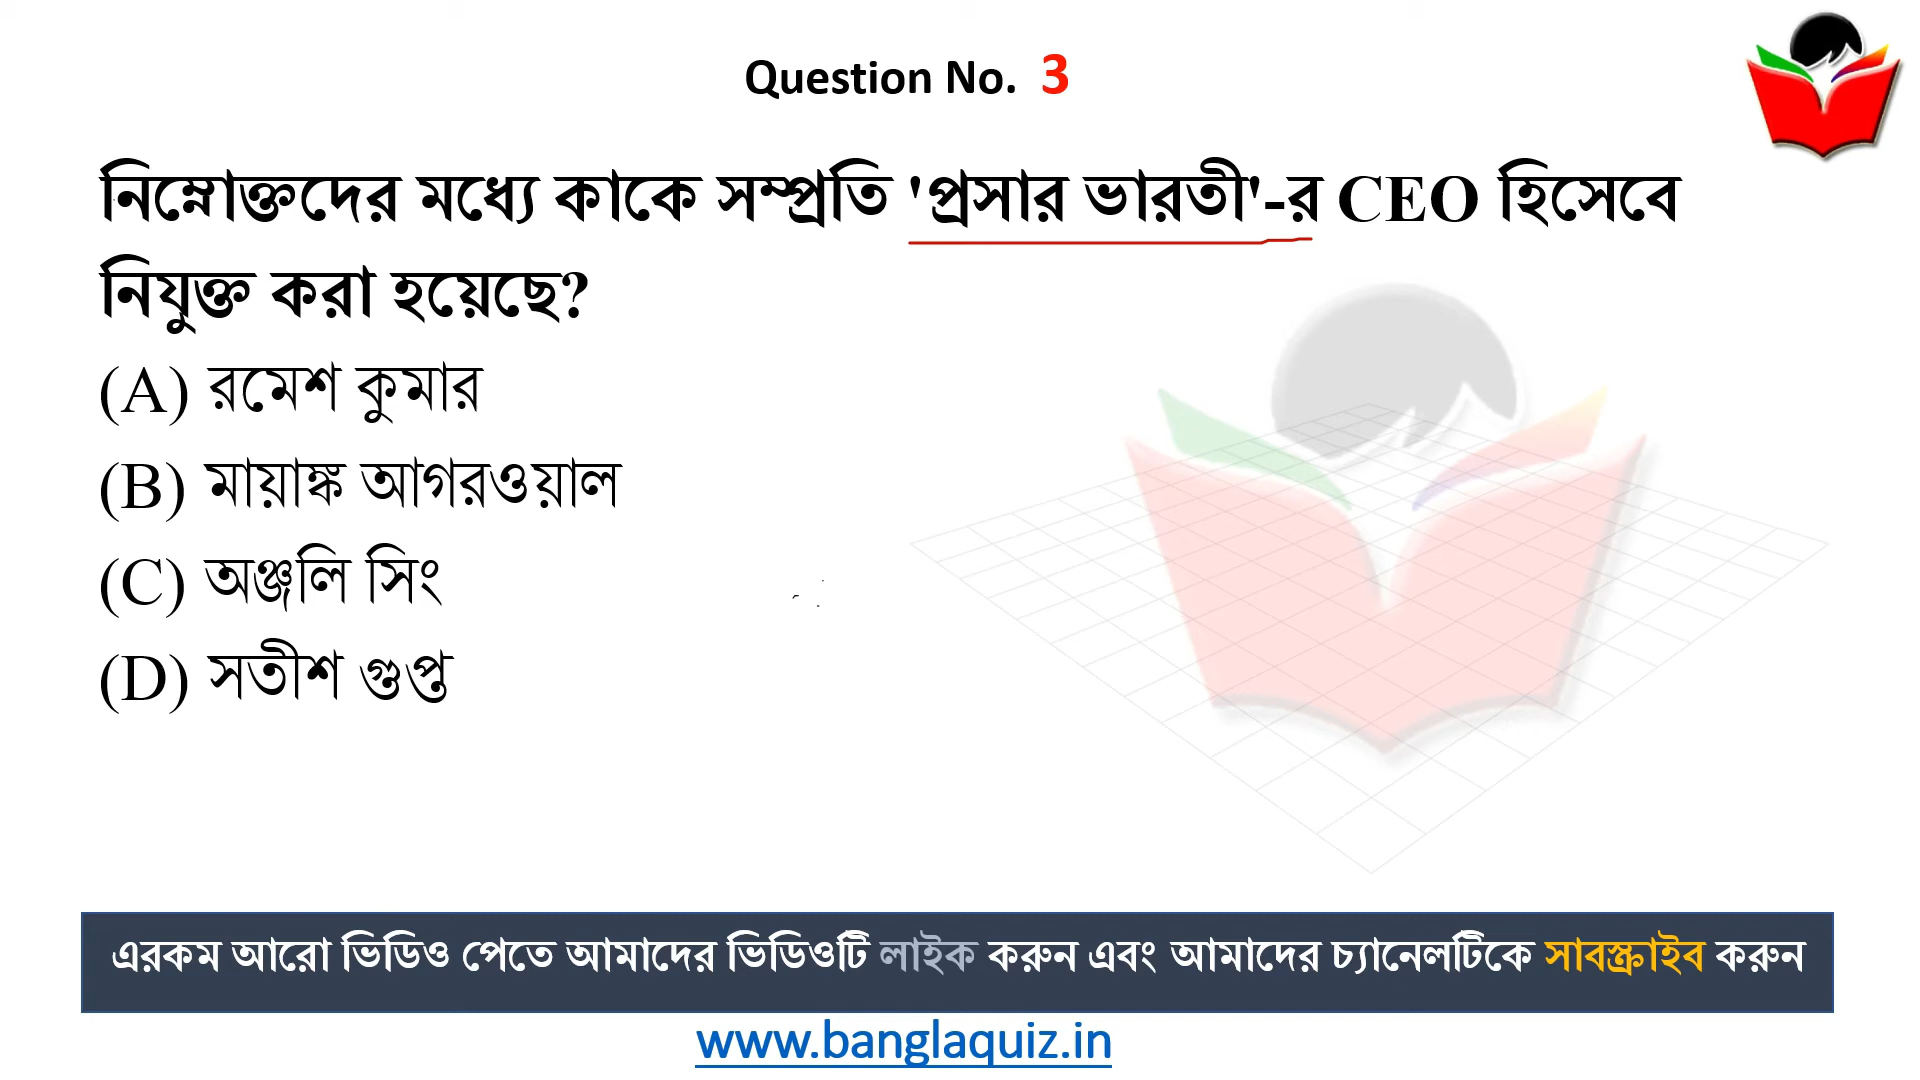 Question No. 3
নিম্নোক্তদের মধ্যে কাকে সম্প্রতি 'প্রসার ভারতী'-র CEO হিসেবে
নিযুক্ত করা হয়েছে?
(A) রমেশ কুমার
(B) মায়াঙ্ক আগরওয়াল
(C) অঞ্জলি সিং
(D) সতীশ গুপ্ত
এরকম আরো ভিডিও পেতে আমাদের ভিডিওটি লাইক করুন এবং আমাদের চ্যানেলটিকে সাবস্ক্রাইব করুন
www.banglaquiz.in